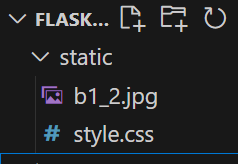 FLASK...
static
b1_2.jpg
# style.css